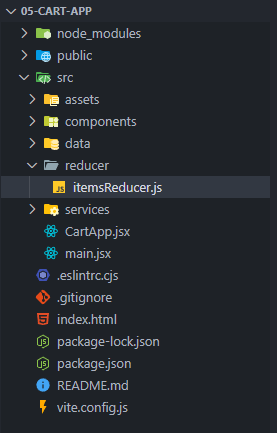 05-CART-APP
node_modules
public
src
assets
components
data
reducer
JS itemsReducer.js
services
CartApp.jsx
main.jsx
.eslintrc.cjs
.gitignore
index.html
package-lock.json
package.json
README.md
vite.config.js